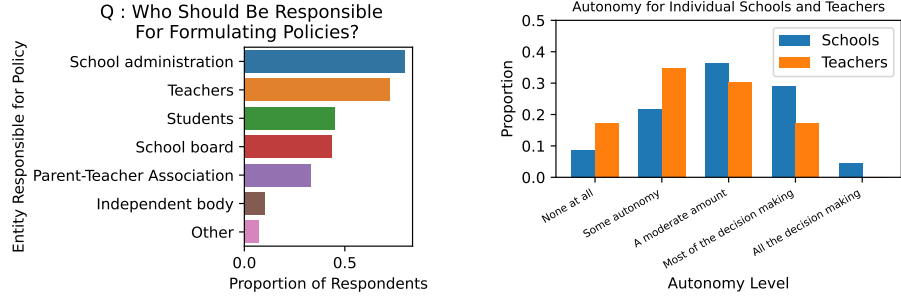 Q : Who Should Be Responsible
For Formulating Policies?
Entity Responsible for Policy
School administration
Teachers
Students
School board
Parent-Teacher Association
Independent body
Other
0.0 0.5
Proportion of Respondents
Autonomy for Individual Schools and Teachers
Proportion
0.5
0.4
0.3
0.2
0.1
0.0
Schools
Teachers
None at all
Some autonomy
A moderate amount
Most of the decision making
All the decision making
Autonomy Level